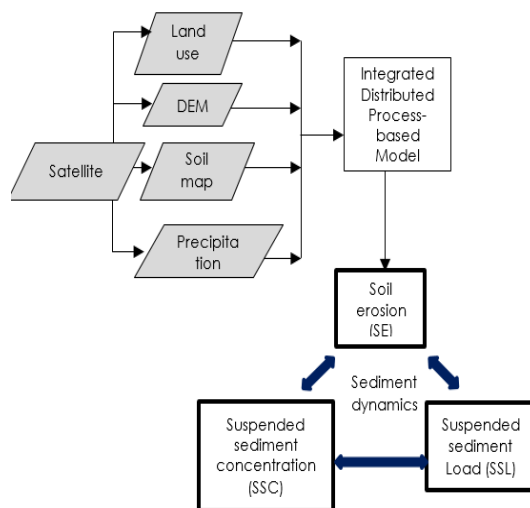 Land
use
DEM
Satellite
Soil
map
Precipita
tion
Integrated
Distributed
Process-
based
Model
Soil
erosion
(SE)
Sediment
dynamics
Suspended
sediment
concentration
(SSC)
Suspended
sediment
Load (SSL)